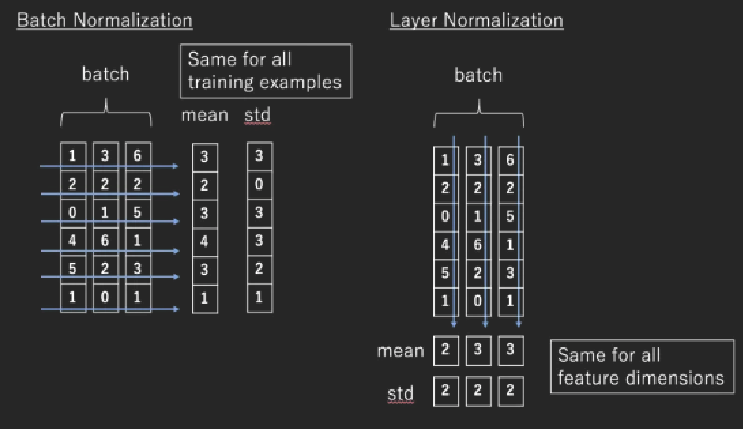 Batch Normalization
Same for all
training examples
batch
mean std
1 3 6 3 3
2 2 2 2 0
0 1 5 3 3
4 6 1 4 3
5 2 3 3 2
1 0 1 1 1
Layer Normalization
batch
1 3 6
2 2 2
0 1 5
4 6 1
5 2 3
1 0 1
mean 2 3 3
std 2 2 2
Same for all
feature dimensions